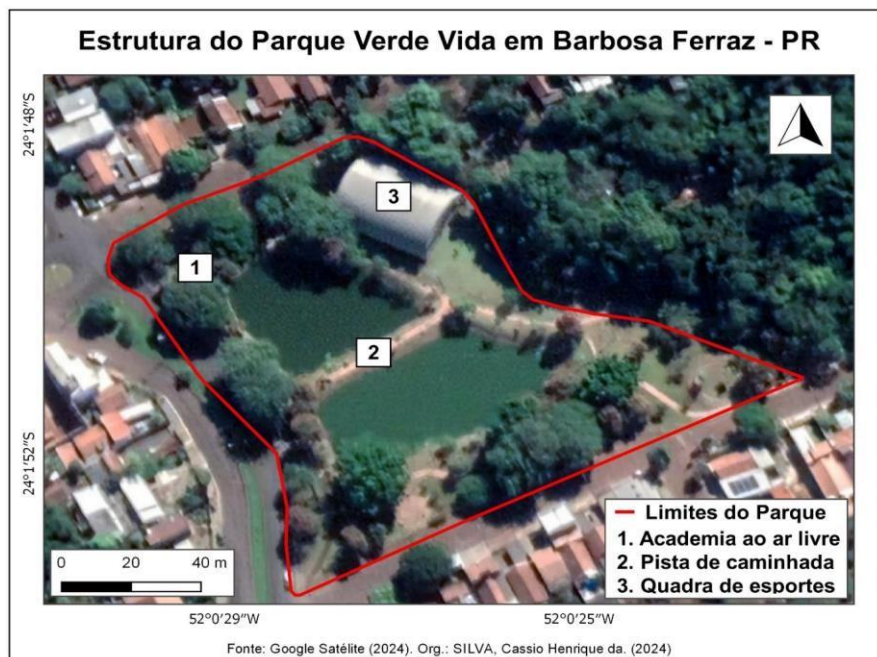 Estrutura do Parque Verde Vida em Barbosa Ferraz - PR
24°1'48"S
3
1
2
24°1'52"S
Limites do Parque
1. Academia ao ar livre
2. Pista de caminhada
3. Quadra de esportes
0 20 40 m
52°0'29"W 52°0'25"W
Fonte: Google Satélite (2024). Org.: SILVA, Cassio Henrique da. (2024)